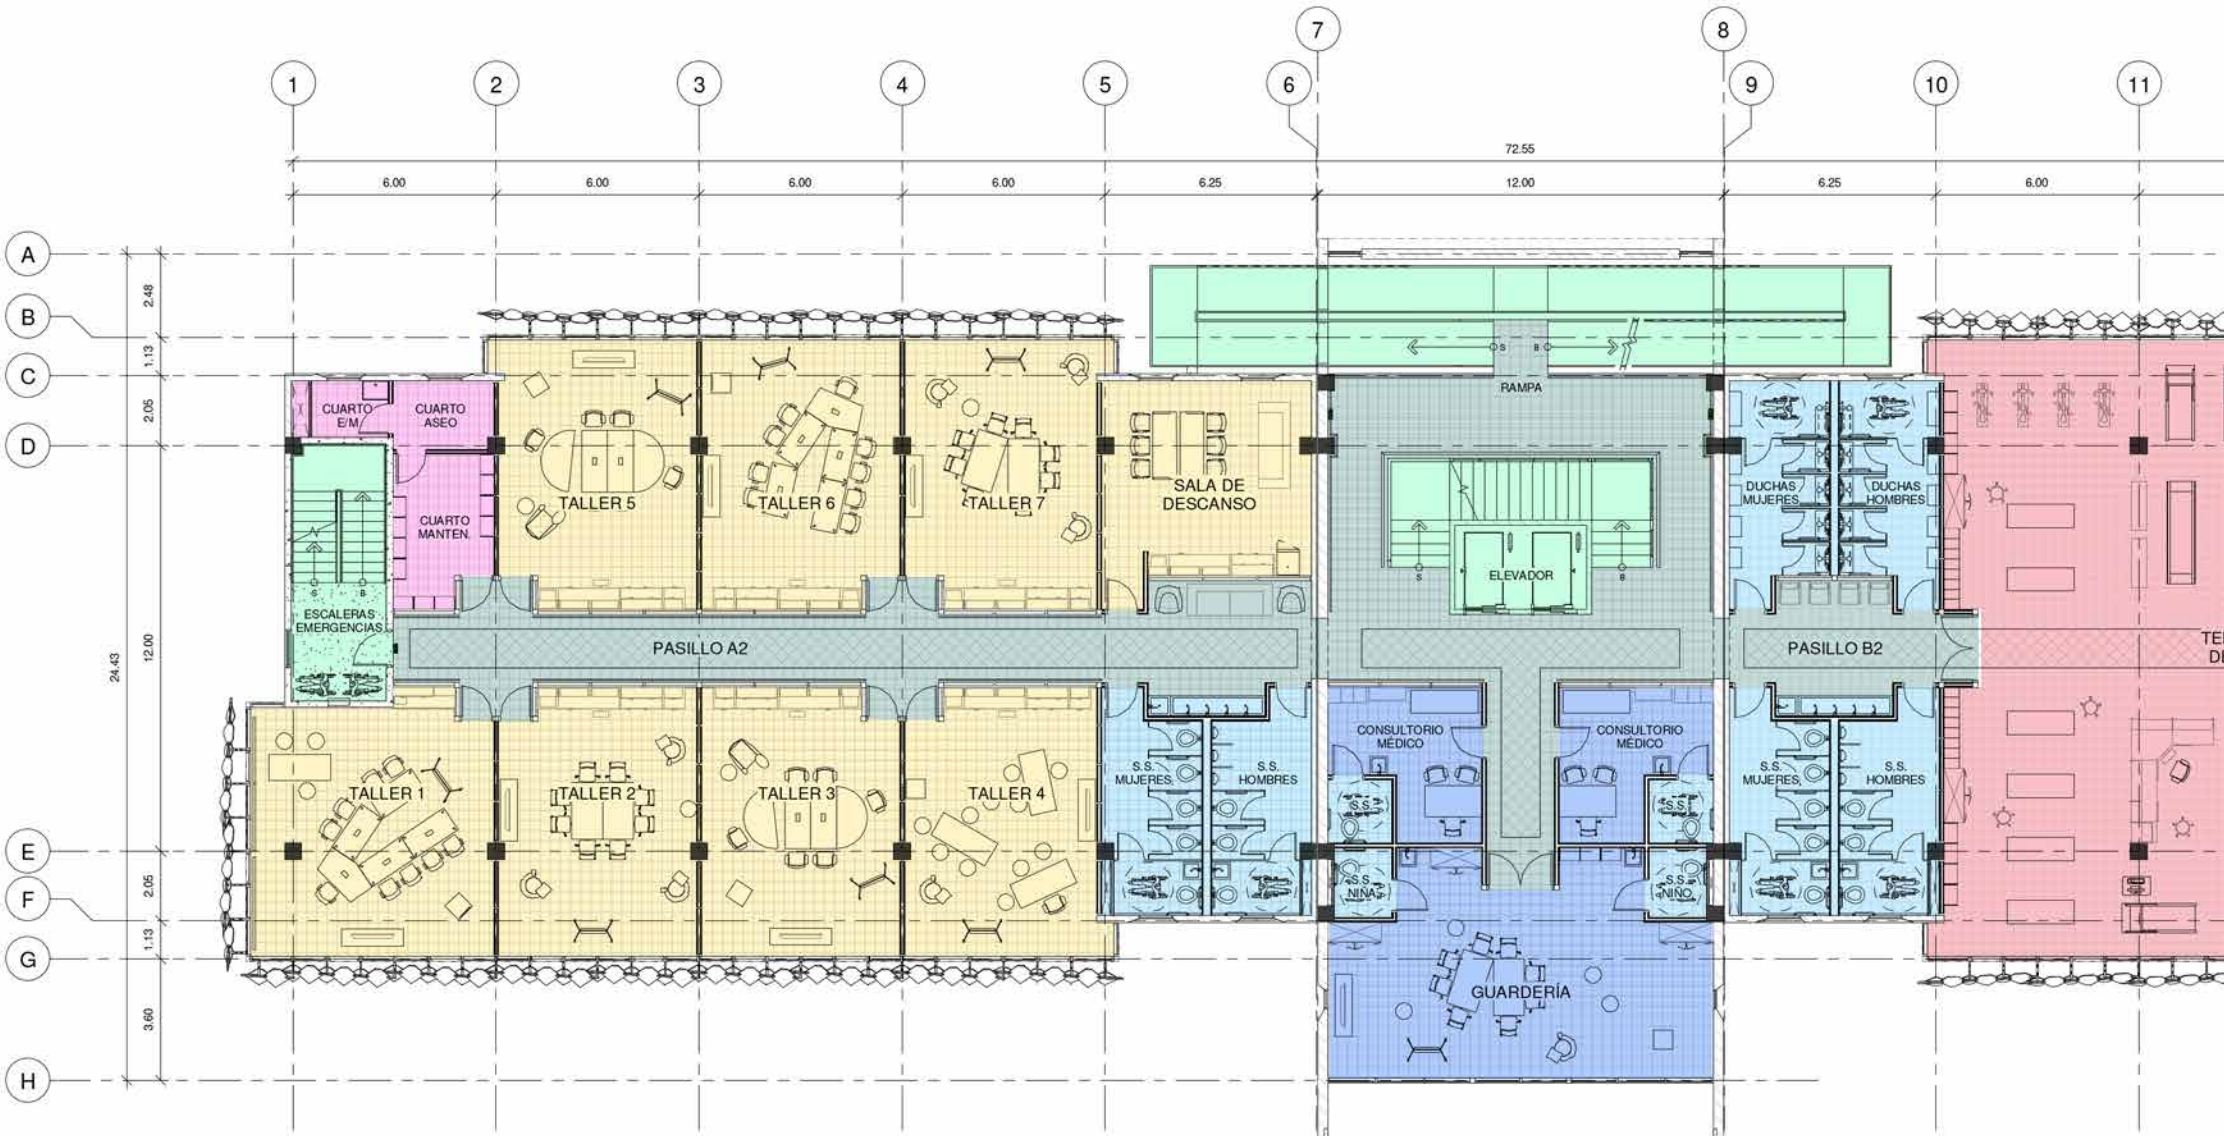 7
8
1
2
3
4
5
6
9
10
11
72.55
6.00
6.00
6.00
6.00
6.25
12.00
6.25
6.00
A
B
C
D
E
F
G
H
2.48
1.13
2.05
12.00
24.43
2.05
1.13
3.60
S
B
RAMPA
CUARTO
E/M
CUARTO
ASEO
CUARTO
MANTEN.
TALLER 5
TALLER 6
TALLER 7
SALA DE
DESCANSO
DUCHAS
MUJERES
DUCHAS
HOMBRES
S
B
ELEVADOR
S
B
ESCALERAS
EMERGENCIAS
PASILLO A2
PASILLO B2
CONSULTORIO
MÉDICO
CONSULTORIO
MÉDICO
TALLER 1
TALLER 2
TALLER 3
TALLER 4
S.S.
MUJERES
S.S.
HOMBRES
S.S.
S.S.
S.S.
MUJERES
S.S.
HOMBRES
S.S.
NIÑA
S.S.
NIÑO
GUARDERÍA